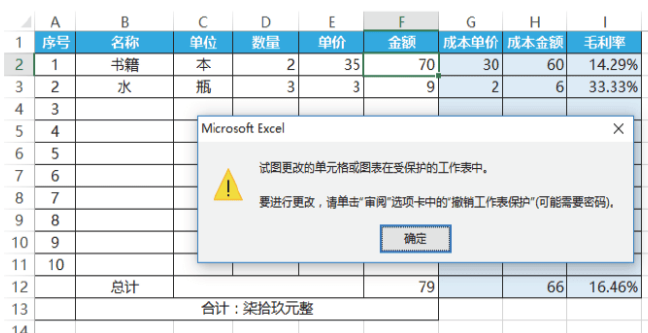 A B C D E F G H I
1 序号 名称 单位 数量 单价 金额 成本单价 成本金额 毛利率
2 1 书籍 本 2 35 70 30 60 14.29%
3 2 水 瓶 3 3 9 2 6 33.33%
4 3
5 4
6 5
7 6
8 7
9 8
10 9
11 10
Microsoft Excel
试图更改的单元格或图表在受保护的工作表中。
要进行更改，请单击"审阅"选项卡中的"撤销工作表保护"(可能需要密码)。
确定
12 总计 79 66 16.46%
13 合计：柒拾玖元整
14